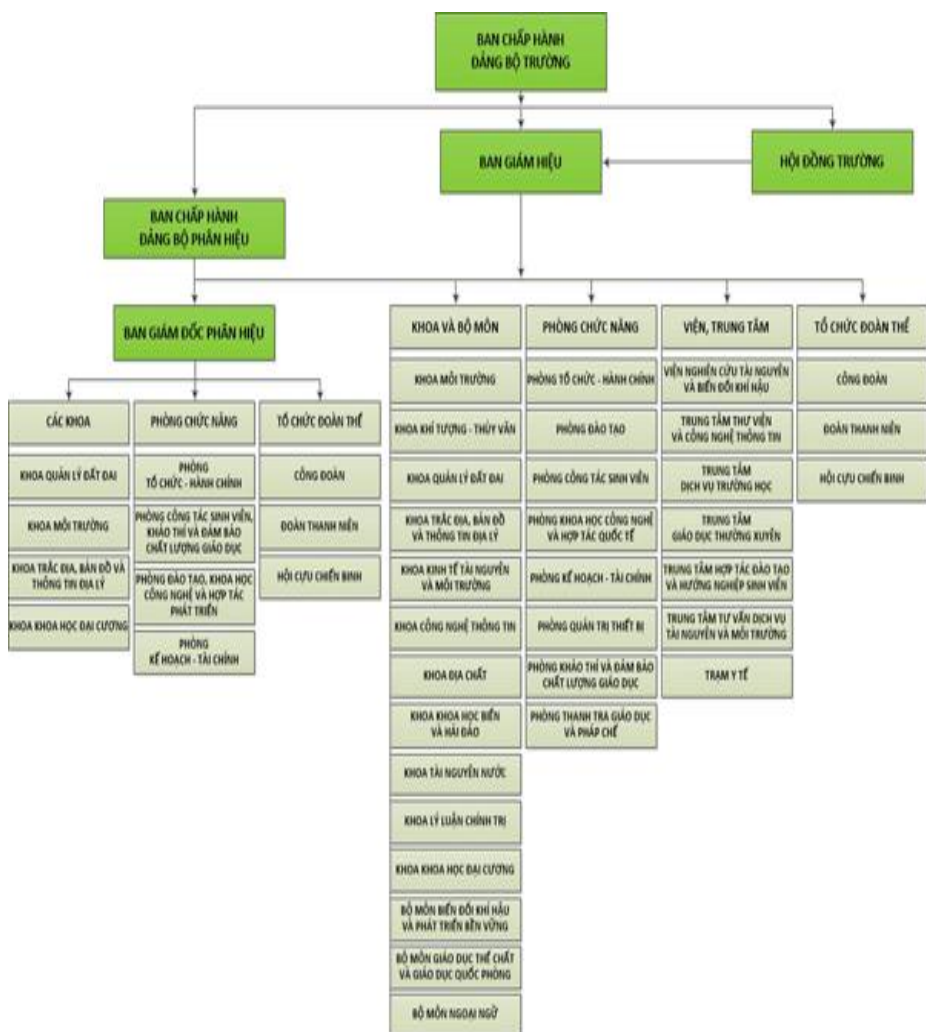 BAN CHẤP HÀNH
ĐẢNG BỘ TRƯỜNG
BAN GIÁM HIỆU
HỘI ĐỒNG TRƯỜNG
BAN CHẤP HÀNH
ĐẢNG BỘ PHÂN HIỆU
BAN GIÁM ĐỐC PHÂN HIỆU
CÁC KHOA
KHOA QUẢN LÝ ĐẤT ĐAI
KHOA MÔI TRƯỜNG
KHOA TRẮC ĐỊA, BẢN ĐỒ VÀ
THÔNG TIN ĐỊA LÝ
KHOA KHOA HỌC ĐẠI CƯƠNG
PHÒNG CHỨC NĂNG
PHÒNG
TỔ CHỨC - HÀNH CHÍNH
PHÒNG CÔNG TÁC SINH VIÊN,
KHẢO THÍ VÀ ĐẢM BẢO
CHẤT LƯỢNG GIÁO DỤC
PHÒNG ĐÀO TẠO, KHOA HỌC
CÔNG NGHỆ VÀ HỢP TÁC
PHÁT TRIỂN
PHÒNG
KẾ HOẠCH - TÀI CHÍNH
TỔ CHỨC ĐOÀN THỂ
CÔNG ĐOÀN
ĐOÀN THANH NIÊN
HỘI CỰU CHIẾN BINH
KHOA VÀ BỘ MÔN
KHOA MÔI TRƯỜNG
KHOA KHÍ TƯỢNG - THỦY VĂN
KHOA QUẢN LÝ ĐẤT ĐAI
KHOA TRẮC ĐỊA, BẢN ĐỒ
VÀ THÔNG TIN ĐỊA LÝ
KHOA KINH TẾ TÀI NGUYÊN
VÀ MÔI TRƯỜNG
KHOA CÔNG NGHỆ THÔNG TIN
KHOA ĐỊA CHẤT
KHOA KHOA HỌC BIỂN
VÀ HẢI ĐẢO
KHOA TÀI NGUYÊN NƯỚC
KHOA LÝ LUẬN CHÍNH TRỊ
KHOA KHOA HỌC ĐẠI CƯƠNG
BỘ MÔN BIẾN ĐỔI KHÍ HẬU
VÀ PHÁT TRIỂN BỀN VỮNG
BỘ MÔN GIÁO DỤC THỂ CHẤT
VÀ GIÁO DỤC QUỐC PHÒNG
BỘ MÔN NGOẠI NGỮ
PHÒNG CHỨC NĂNG
PHÒNG TỔ CHỨC - HÀNH CHÍNH
PHÒNG ĐÀO TẠO
PHÒNG CÔNG TÁC SINH VIÊN
PHÒNG KHOA HỌC CÔNG NGHỆ
VÀ HỢP TÁC QUỐC TẾ
PHÒNG KẾ HOẠCH - TÀI CHÍNH
PHÒNG QUẢN TRỊ THIẾT BỊ
PHÒNG KHẢO THÍ VÀ ĐẢM BẢO
CHẤT LƯỢNG GIÁO DỤC
PHÒNG THANH TRA GIÁO DỤC
VÀ PHÁP CHẾ
VIỆN, TRUNG TÂM
VIỆN NGHIÊN CỨU TÀI NGUYÊN
VÀ BIẾN ĐỔI KHÍ HẬU
TRUNG TÂM THƯ VIỆN
VÀ CÔNG NGHỆ THÔNG TIN
TRUNG TÂM
DỊCH VỤ TRƯỜNG HỌC
TRUNG TÂM
GIÁO DỤC THƯỜNG XUYÊN
TRUNG TÂM HỢP TÁC ĐÀO TẠO
VÀ HƯỚNG NGHIỆP SINH VIÊN
TRUNG TÂM TƯ VẤN DỊCH VỤ
TÀI NGUYÊN VÀ MÔI TRƯỜNG
TRẠM Y TẾ
TỔ CHỨC ĐOÀN THỂ
CÔNG ĐOÀN
ĐOÀN THANH NIÊN
HỘI CỰU CHIẾN BINH